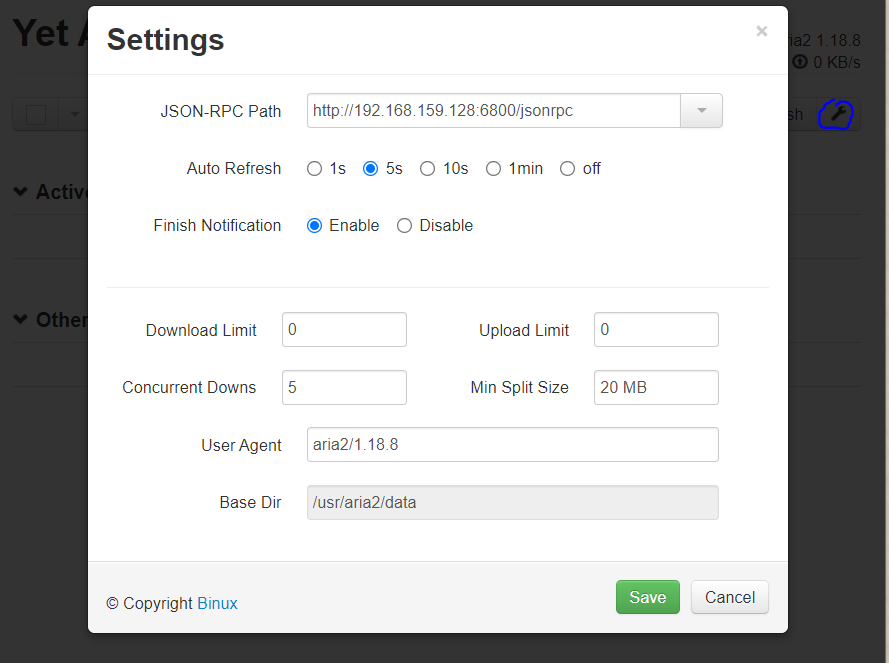 Yet A
Settings
×
ia2 1.18.8
0 KB/s
JSON-RPC Path
http://192.168.159.128:6800/jsonrpc
sh
Auto Refresh
1s 5s 10s 1min off
Active
Finish Notification
Enable Disable
Other
Download Limit 0 Upload Limit 0
Concurrent Downs 5 Min Split Size 20 MB
User Agent aria2/1.18.8
Base Dir /usr/aria2/data
© Copyright Binux
Save Cancel